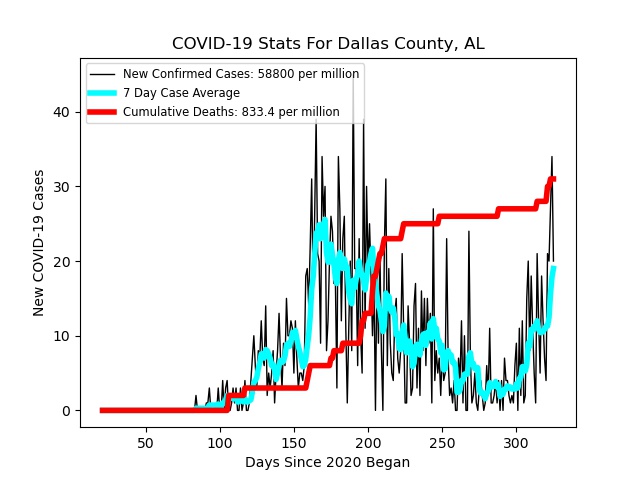 COVID-19 Stats For Dallas County, AL
New Confirmed Cases: 58800 per million
7 Day Case Average
Cumulative Deaths: 833.4 per million
New COVID-19 Cases
40
30
20
10
0
50 100 150 200 250 300
Days Since 2020 Began